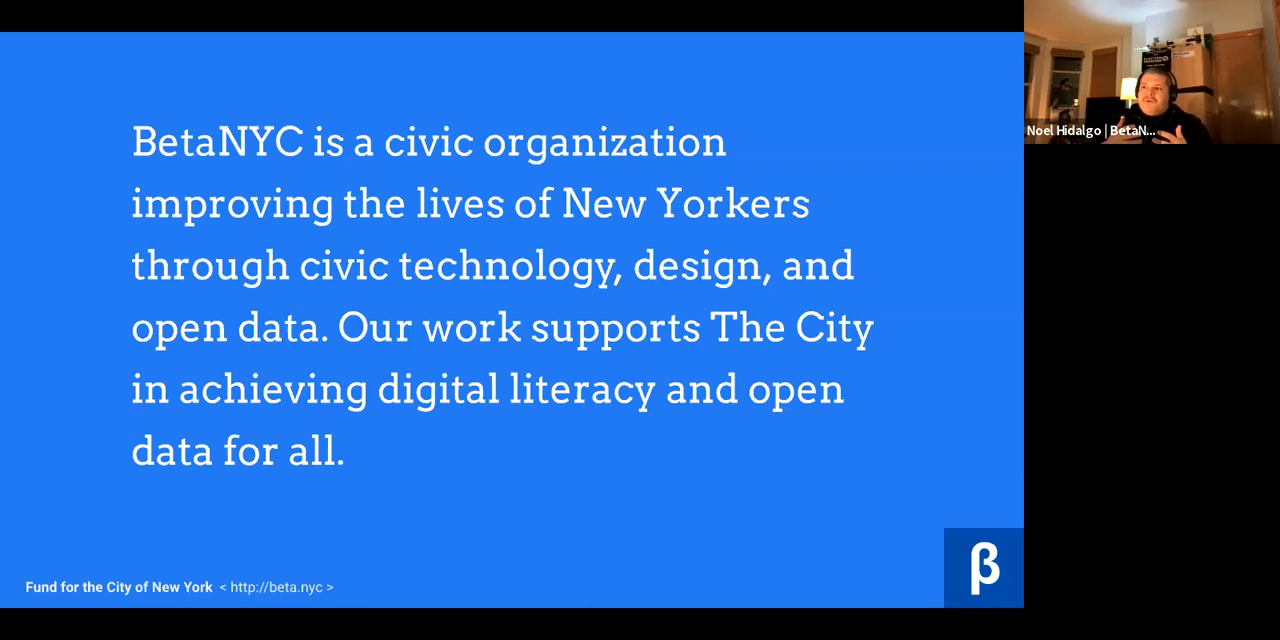 BetaNYC is a civic organization
improving the lives of New Yorkers
through civic technology, design, and
open data. Our work supports The City
in achieving digital literacy and open
data for all.
Fund for the City of New York < http://beta.nyc >
β
Noel Hidalgo | BetaN...